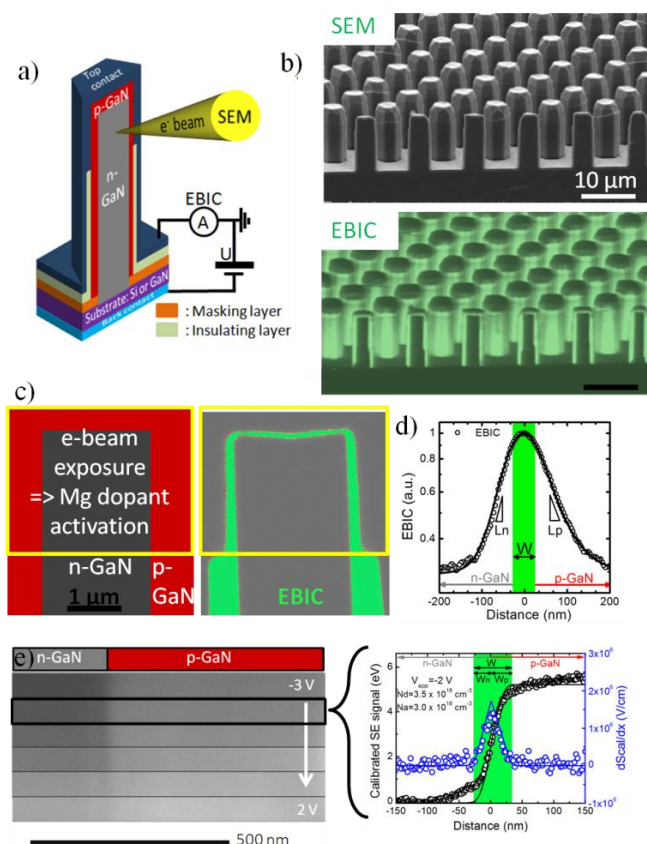 a)
Top contact
p-GaN
n-
GaN
e⁻ beam
SEM
EBIC
A
U
Substrate: Si or GaN
Back contact
: Masking layer
: Insulating layer
b)
SEM
10 μm
EBIC
c)
e-beam
exposure
=> Mg dopant
activation
n-GaN
p-
GaN
1 μm
EBIC
d)
EBIC (a.u.)
1
0.8
0.6
0.4
EBIC
Ln
Lp
W
n-GaN
p-GaN
-200 -100 0 100 200
Distance (nm)
e)
n-GaN
p-GaN
-3 V
2 V
500 nm
Calibrated SE signal (eV)
6
4
2
0
n-GaN
W
p-GaN
Wn
Wp
Vapp=-2 V
Nd=3.5 x 10¹⁸ cm⁻³
Na=3.0 x 10¹⁸ cm⁻³
3x10⁶
2x10⁶
1x10⁶
0
-1x10⁶
dScal/dx (V/cm)
-150 -100 -50 0 50 100 150
Distance (nm)